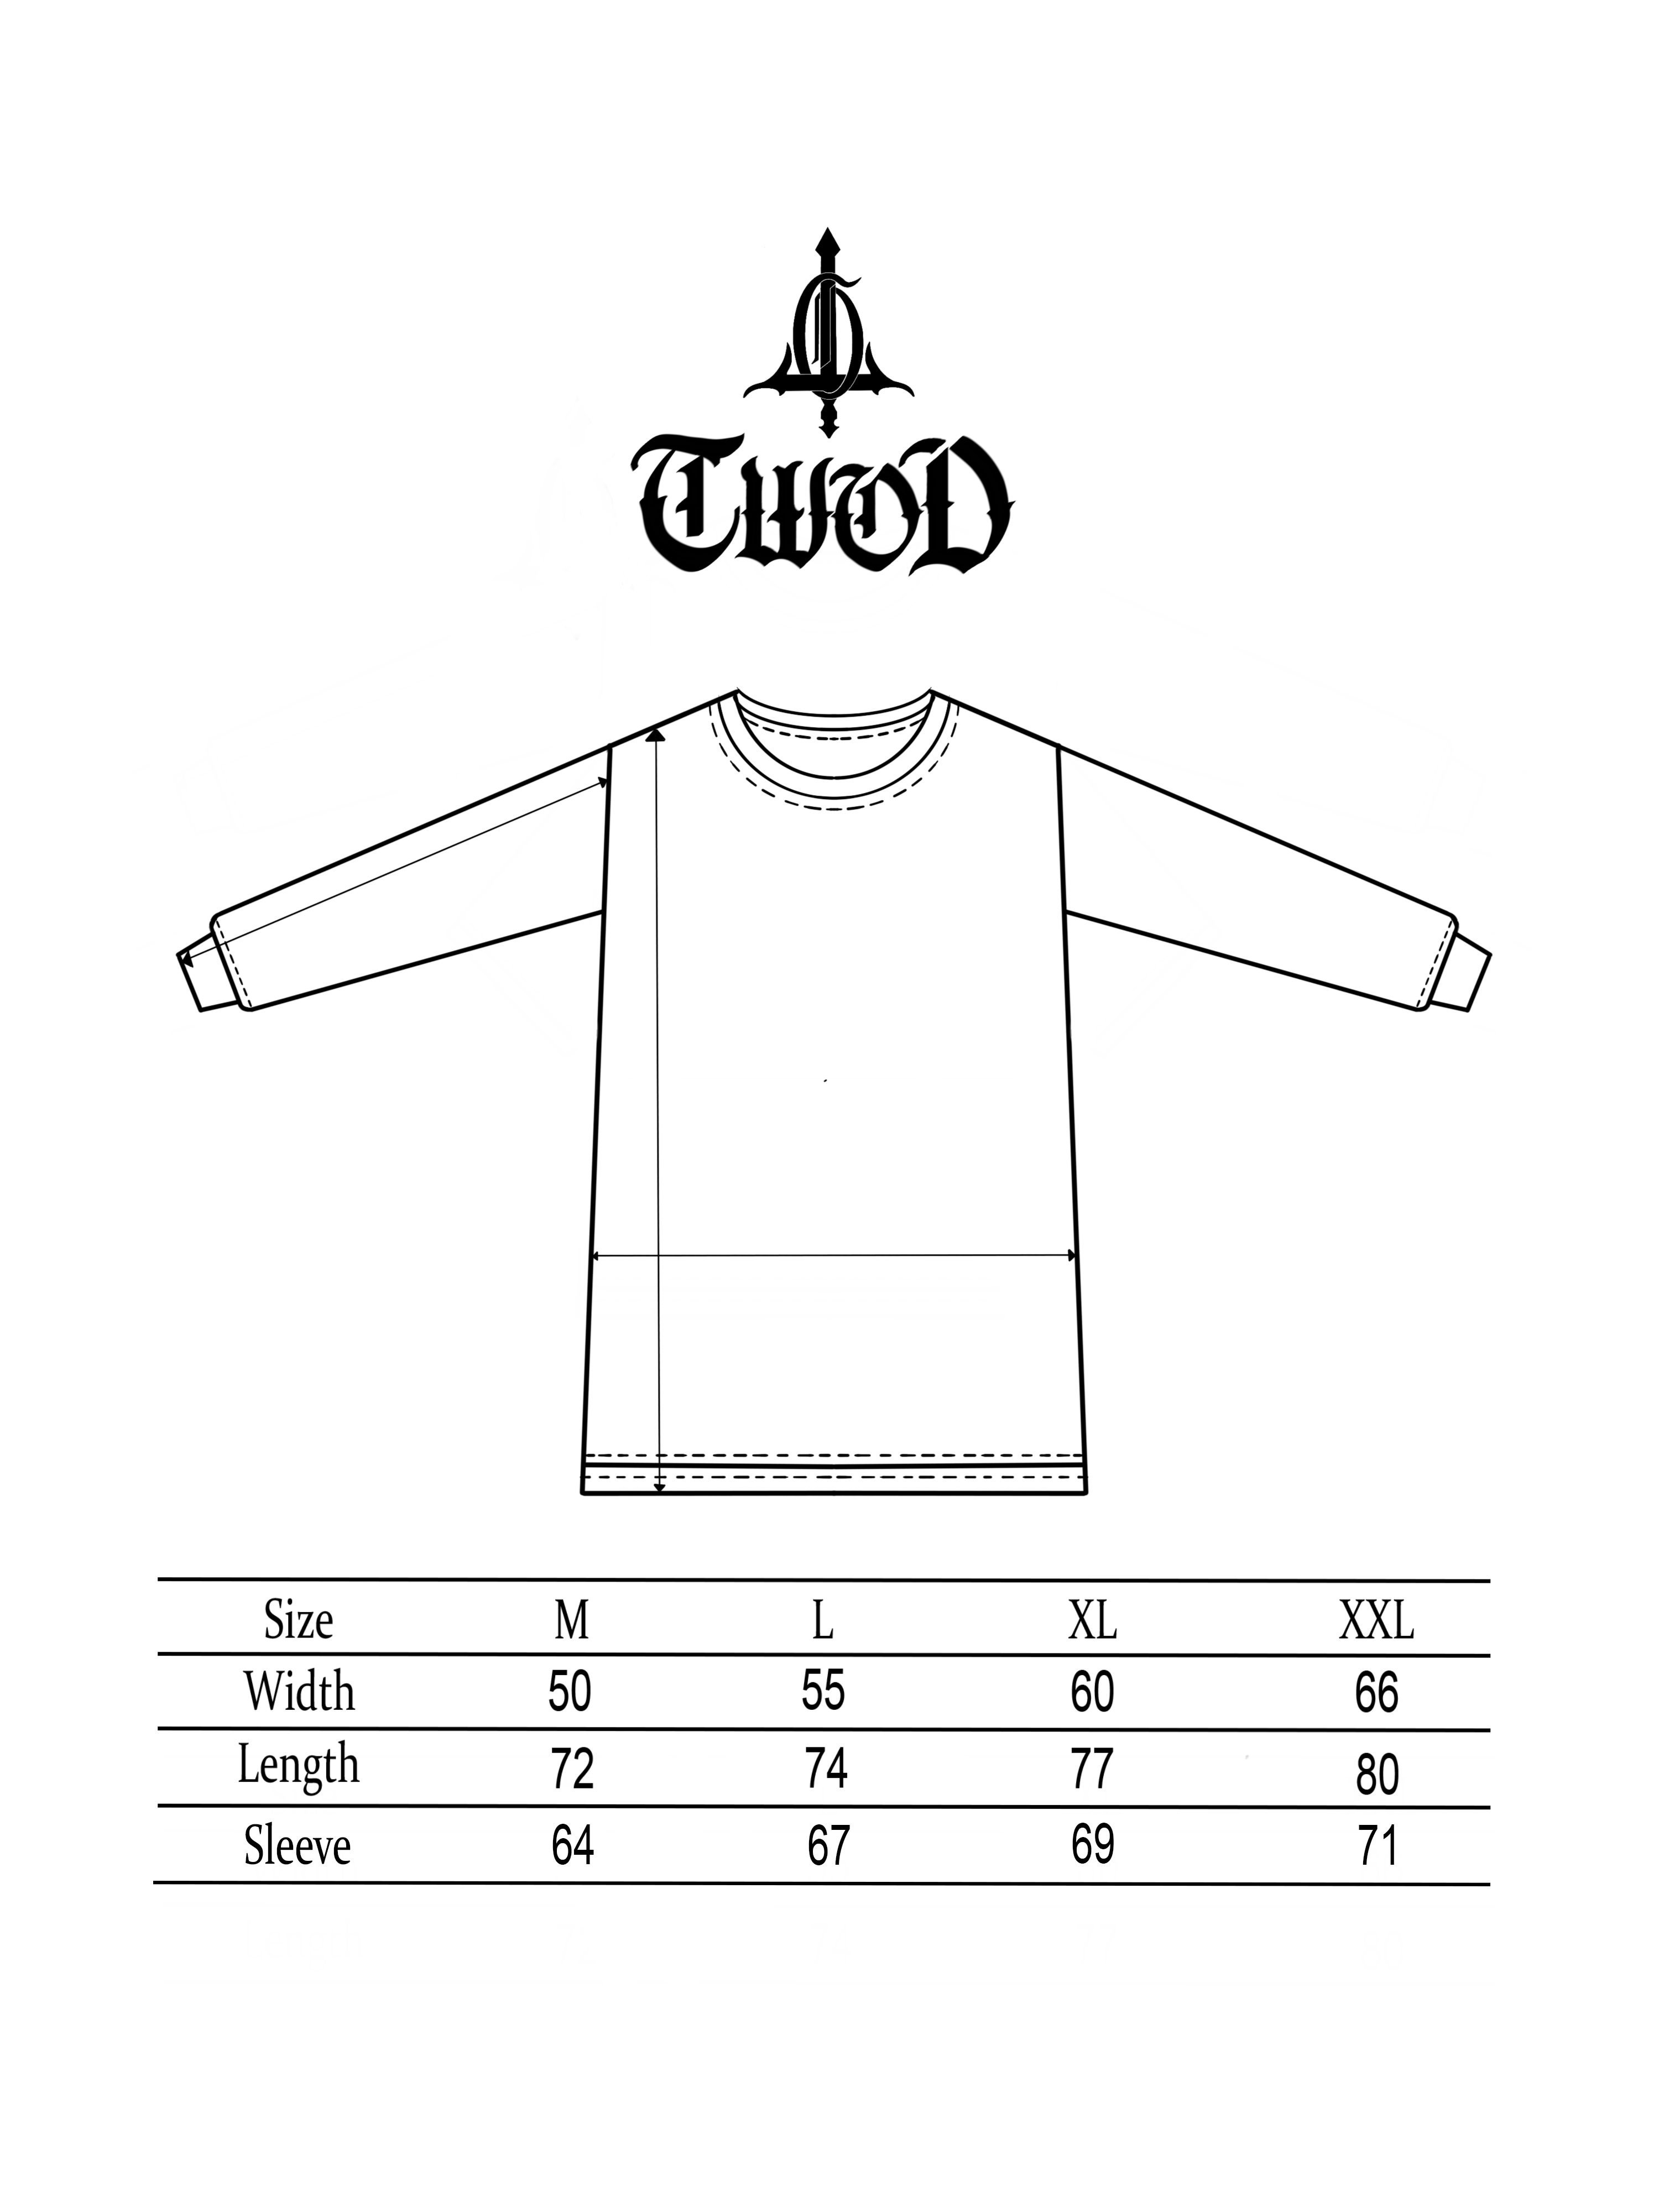 TWOD
Size M L XL XXL
Width 50 55 60 66
Length 72 74 77 80
Sleeve 64 67 69 71